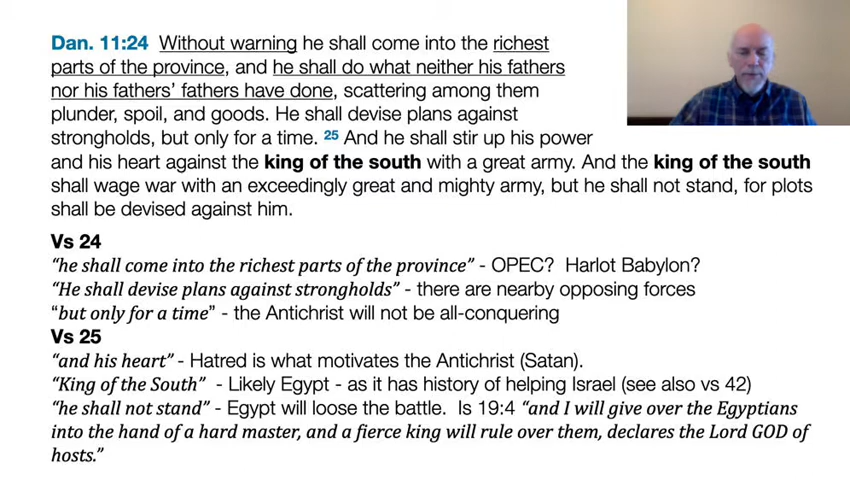 Dan. 11:24 Without warning he shall come into the richest
parts of the province, and he shall do what neither his fathers
nor his fathers’ fathers have done, scattering among them
plunder, spoil, and goods. He shall devise plans against
strongholds, but only for a time. 25 And he shall stir up his power
and his heart against the king of the south with a great army. And the king of the south
shall wage war with an exceedingly great and mighty army, but he shall not stand, for plots
shall be devised against him.
Vs 24
“he shall come into the richest parts of the province” - OPEC? Harlot Babylon?
“He shall devise plans against strongholds” - there are nearby opposing forces
“but only for a time” - the Antichrist will not be all-conquering
Vs 25
“and his heart” - Hatred is what motivates the Antichrist (Satan).
“King of the South” - Likely Egypt - as it has history of helping Israel (see also vs 42)
“he shall not stand” - Egypt will loose the battle. Is 19:4 “and I will give over the Egyptians
into the hand of a hard master, and a fierce king will rule over them, declares the Lord GOD of
hosts.”